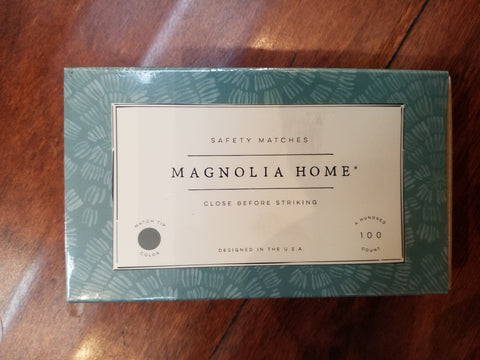 SAFETY MATCHES
MAGNOLIA HOME*
CLOSE BEFORE STRIKING
MATCH TIP
COLOR
A HUNDRED
100
COUNT
DESIGNED IN THE U.S.A.